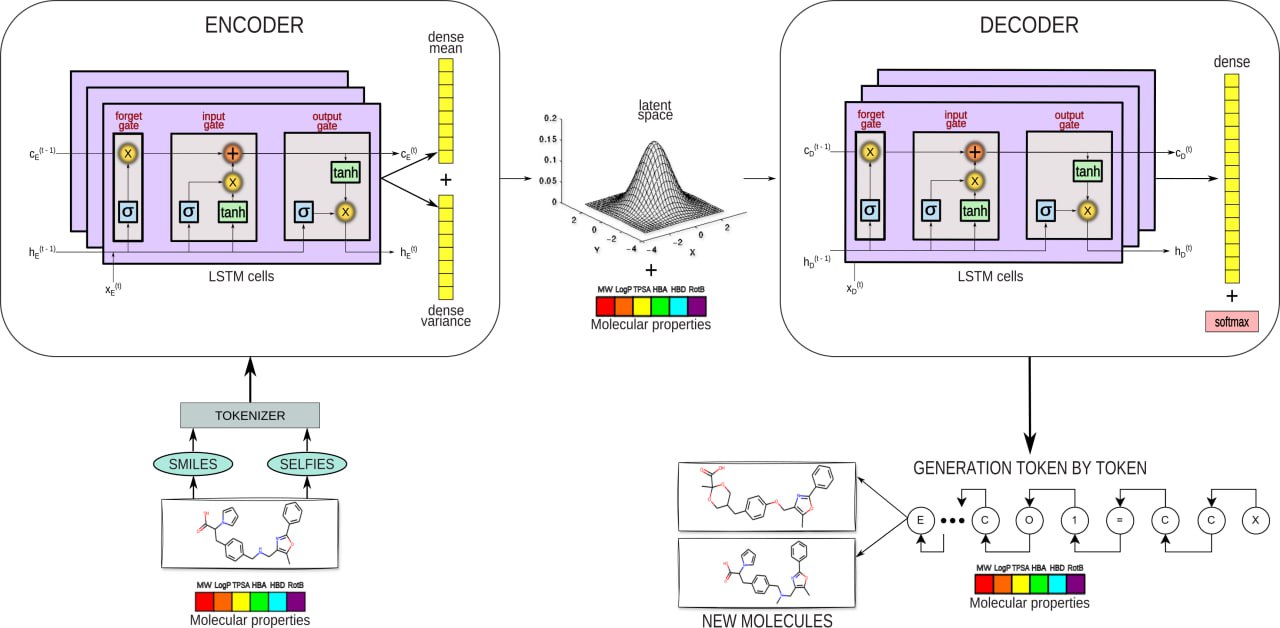 ENCODER
dense
mean
forget
gate
input
gate
output
gate
c_E^(t - 1)
X
+
c_E^(t)
tanh
X
+
σ
σ
tanh
σ
X
h_E^(t - 1)
h_E^(t)
LSTM cells
x_E^(t)
dense
variance
latent
space
0.2
0.15
0.1
0.05
0
2
0
-2
-4
Y
-4
-2
0
2
X
+
MW LogP TPSA HBA HBD RotB
Molecular properties
DECODER
dense
forget
gate
input
gate
output
gate
c_D^(t - 1)
X
+
c_D^(t)
tanh
X
σ
σ
tanh
σ
X
h_D^(t - 1)
h_D^(t)
LSTM cells
x_D^(t)
+
softmax
TOKENIZER
SMILES
SELFIES
MW LogP TPSA HBA HBD RotB
Molecular properties
GENERATION TOKEN BY TOKEN
E ••• C O 1 = C C X
MW LogP TPSA HBA HBD RotB
Molecular properties
NEW MOLECULES